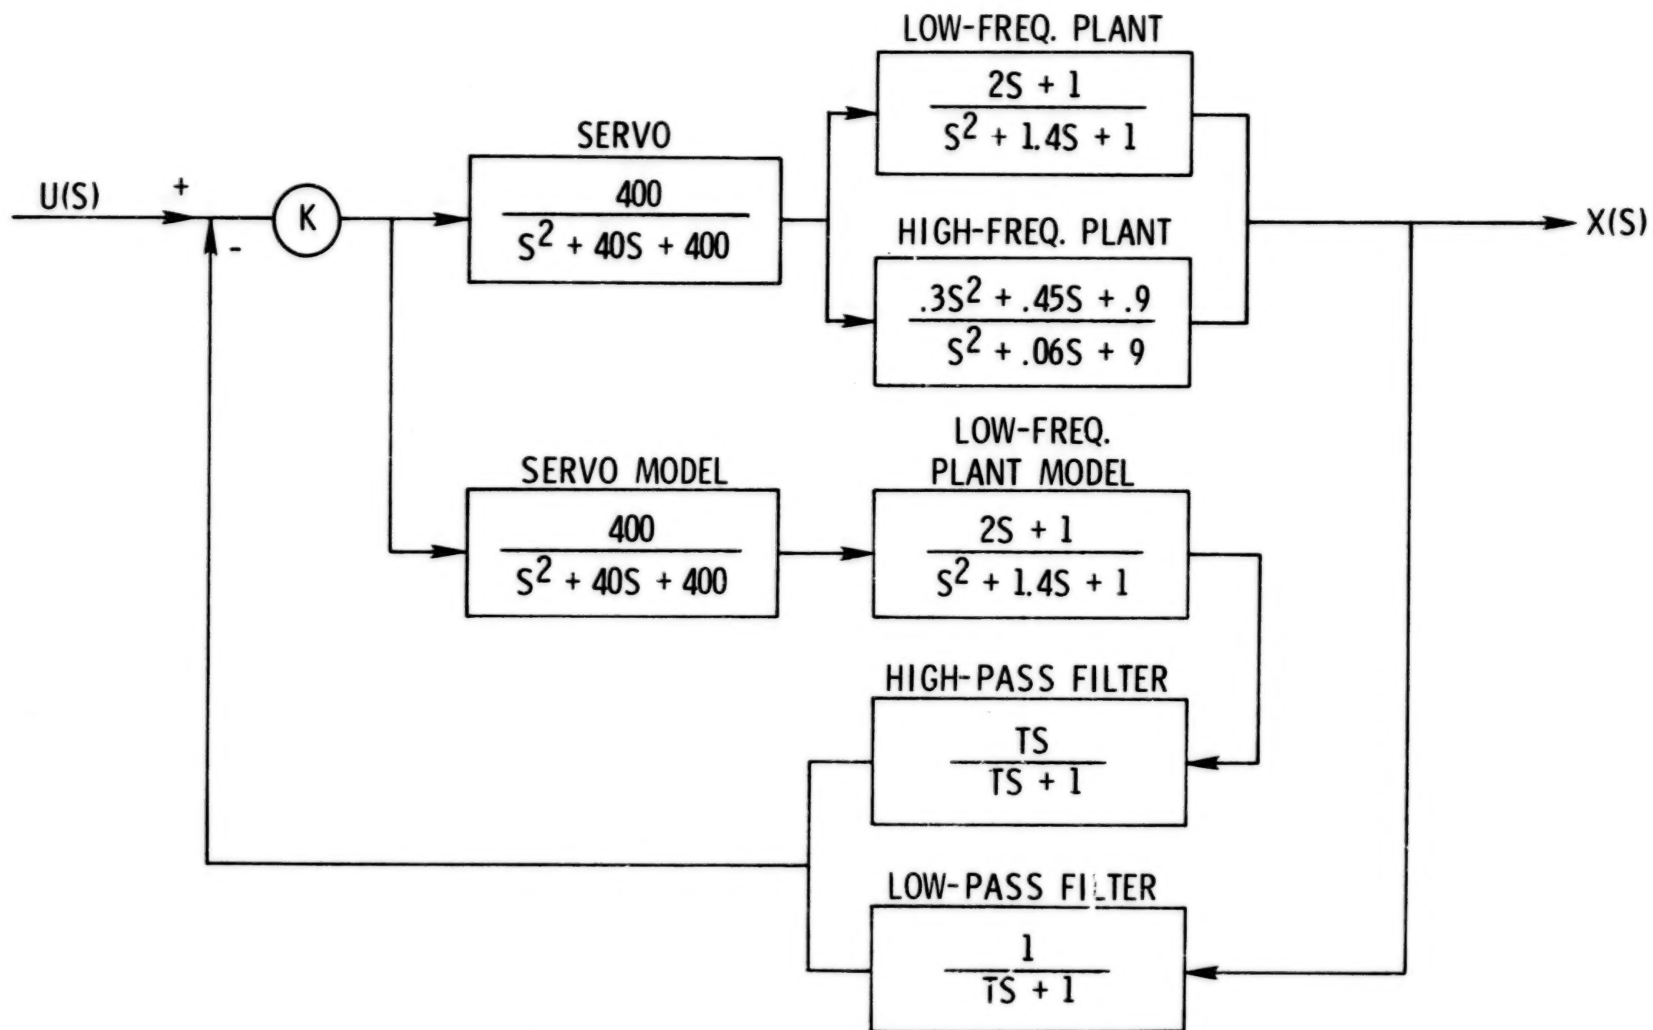 LOW-FREQ. PLANT
2S + 1
S² + 1.4S + 1
SERVO
400
S² + 40S + 400
U(S)
+
-
K
HIGH-FREQ. PLANT
.3S² + .45S + .9
S² + .06S + 9
X(S)
SERVO MODEL
400
S² + 40S + 400
LOW-FREQ.
PLANT MODEL
2S + 1
S² + 1.4S + 1
HIGH-PASS FILTER
TS
TS + 1
LOW-PASS FILTER
1
TS + 1